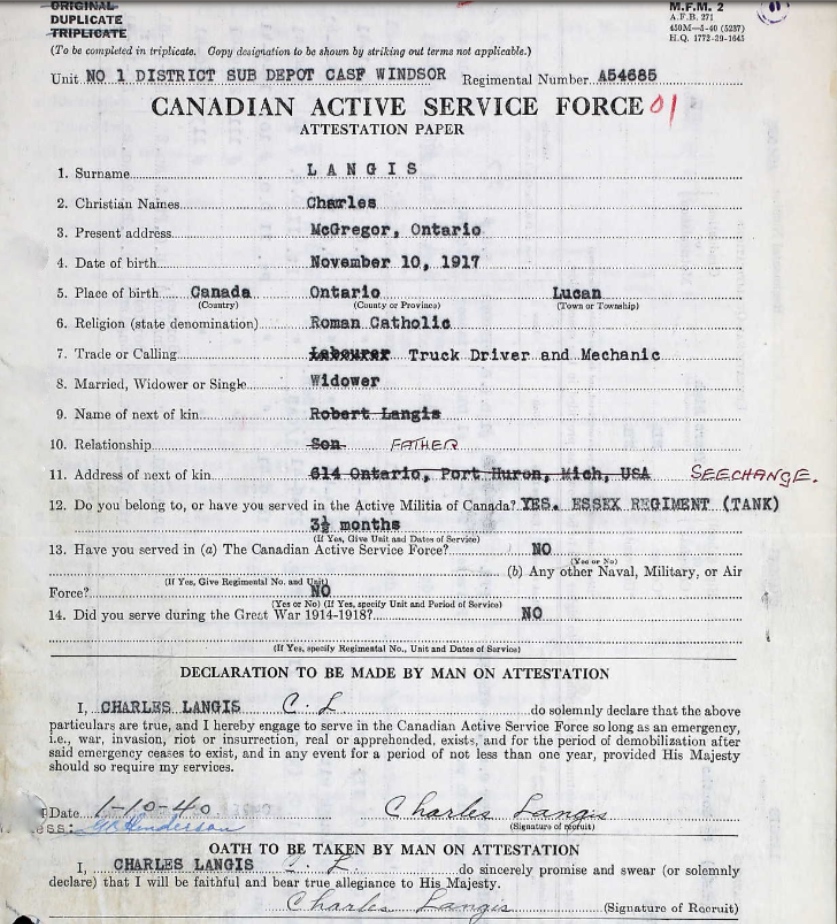 ORIGINAL
DUPLICATE
TRIPLICATE
M.F.M. 2
A.F.B. 271
450M—5-40 (5237)
H.Q. 1772-39-1645
(To be completed in triplicate. Copy designation to be shown by striking out terms not applicable.)
Unit NO 1 DISTRICT SUB DEPOT CASF WINDSOR Regimental Number A54685
CANADIAN ACTIVE SERVICE FORCE 01
ATTESTATION PAPER
1. Surname LANGIS
2. Christian Names Charles
3. Present address McGregor, Ontario
4. Date of birth November 10, 1917
5. Place of birth Canada Ontario Lucan
(Country) (County or Province) (Town or Township)
6. Religion (state denomination) Roman Catholic
7. Trade or Calling Labourer Truck Driver and Mechanic
8. Married, Widower or Single Widower
9. Name of next of kin Robert Langis
10. Relationship Son FATHER
11. Address of next of kin 614 Ontario, Port Huron, Mich, USA SEE CHANGE.
12. Do you belong to, or have you served in the Active Militia of Canada? YES. ESSEX REGIMENT (TANK)
3½ months
(If Yes, Give Unit and Dates of Service)
13. Have you served in (a) The Canadian Active Service Force? NO
(Yes or No)
(b) Any other Naval, Military, or Air
(If Yes, Give Regimental No. and Unit)
Force? NO
(Yes or No) (If Yes, specify Unit and Period of Service)
14. Did you serve during the Great War 1914-1918? NO
(If Yes, specify Regimental No., Unit and Dates of Service)
DECLARATION TO BE MADE BY MAN ON ATTESTATION
I, CHARLES LANGIS C. L do solemnly declare that the above
particulars are true, and I hereby engage to serve in the Canadian Active Service Force so long as an emergency,
i.e., war, invasion, riot or insurrection, real or apprehended, exists, and for the period of demobilization after
said emergency ceases to exist, and in any event for a period of not less than one year, provided His Majesty
should so require my services.
Date 1-10-40 Charles Langis
ess: Henderson (Signature of recruit)
OATH TO BE TAKEN BY MAN ON ATTESTATION
I, CHARLES LANGIS C. L. do sincerely promise and swear (or solemnly
declare) that I will be faithful and bear true allegiance to His Majesty.
Charles Langis (Signature of Recruit)